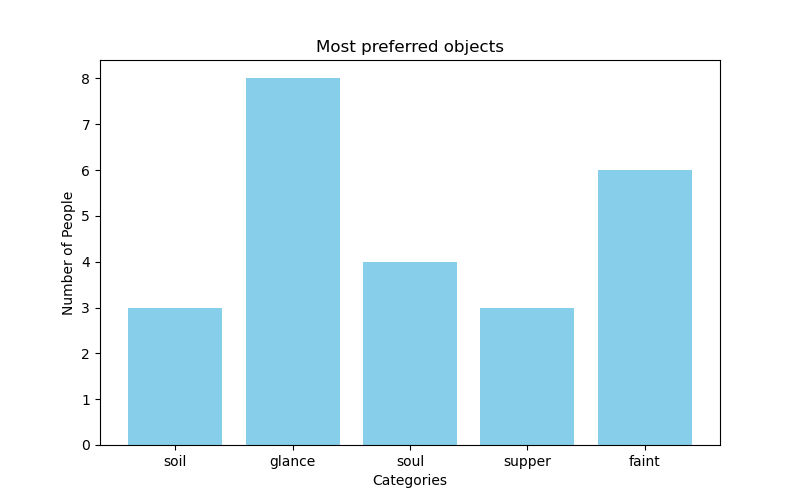 Most preferred objects
Number of People
8
7
6
5
4
3
2
1
0
soil glance soul supper faint
Categories